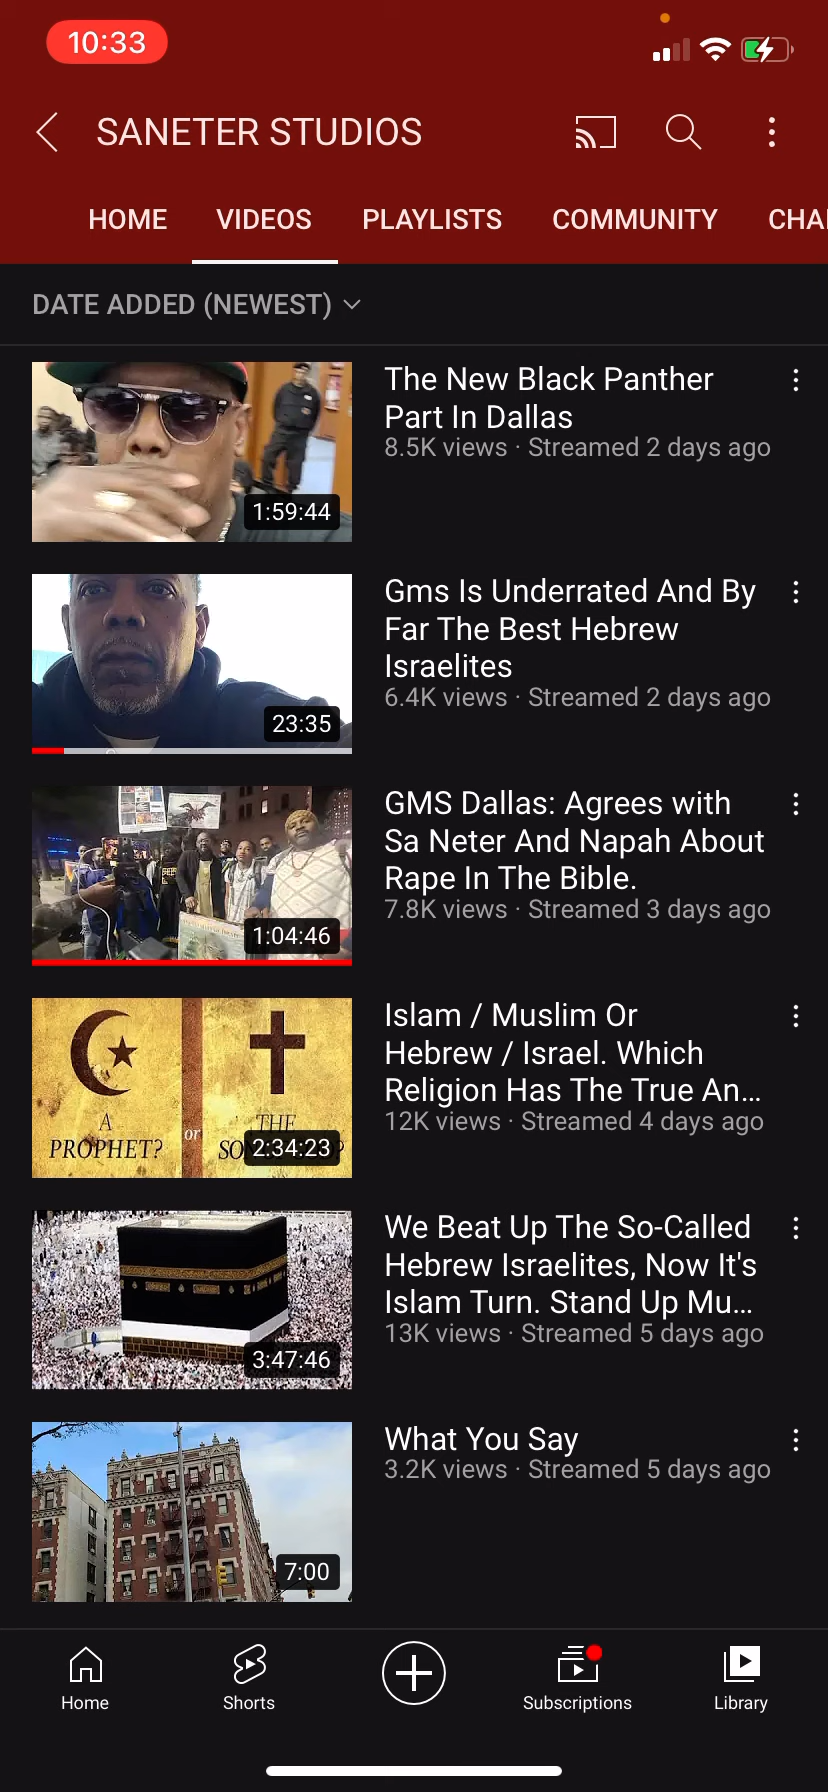 10:33
SANETER STUDIOS
HOME VIDEOS PLAYLISTS COMMUNITY CHA
DATE ADDED (NEWEST)
The New Black Panther
Part In Dallas
8.5K views · Streamed 2 days ago
1:59:44
Gms Is Underrated And By
Far The Best Hebrew
Israelites
6.4K views · Streamed 2 days ago
23:35
GMS Dallas: Agrees with
Sa Neter And Napah About
Rape In The Bible.
7.8K views · Streamed 3 days ago
1:04:46
Islam / Muslim Or
Hebrew / Israel. Which
Religion Has The True An...
12K views · Streamed 4 days ago
A
PROPHET?
or
THE
2:34:23
We Beat Up The So-Called
Hebrew Israelites, Now It's
Islam Turn. Stand Up Mu...
13K views · Streamed 5 days ago
3:47:46
What You Say
3.2K views · Streamed 5 days ago
7:00
Home Shorts Subscriptions Library